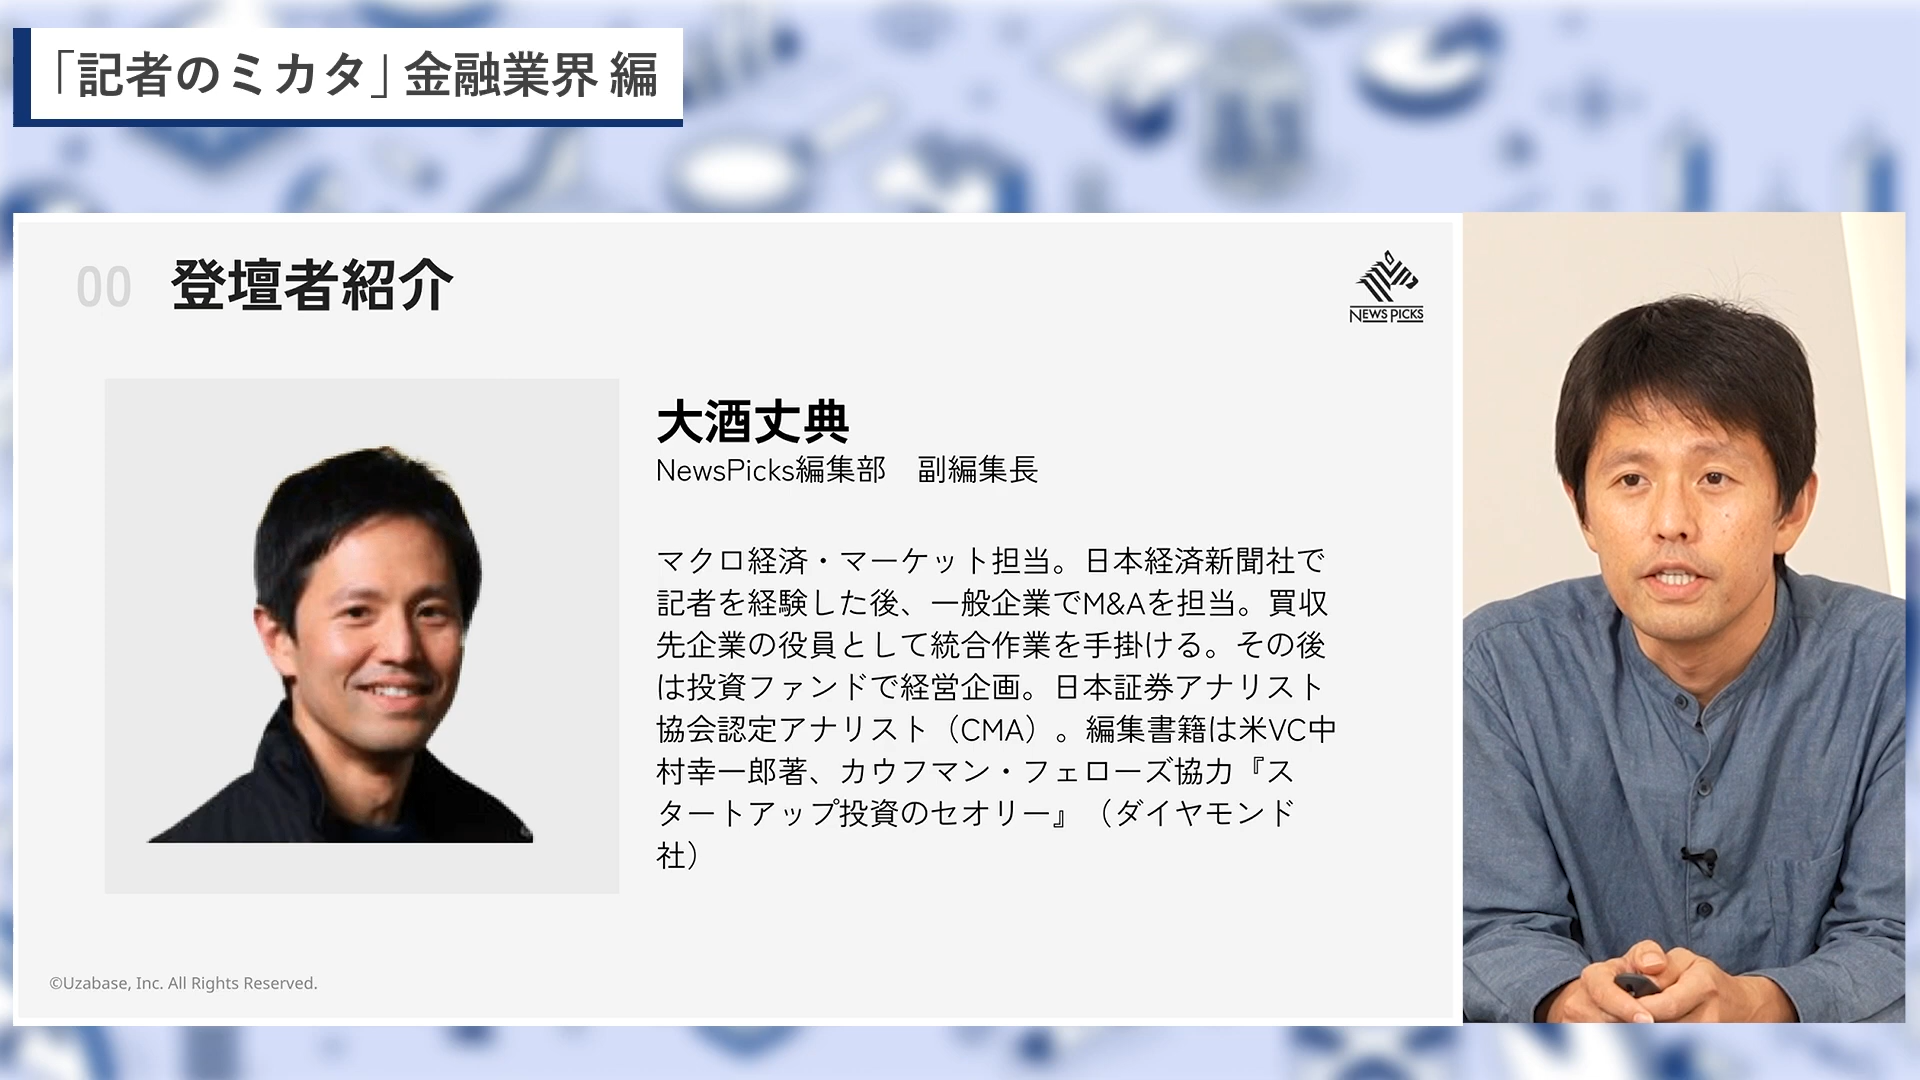 「記者のミカタ」金融業界 編
00 登壇者紹介
NEWSPICKS
大酒丈典
NewsPicks編集部　副編集長
マクロ経済・マーケット担当。日本経済新聞社で
記者を経験した後、一般企業でM&Aを担当。買収
先企業の役員として統合作業を手掛ける。その後
は投資ファンドで経営企画。日本証券アナリスト
協会認定アナリスト（CMA）。編集書籍は米VC中
村幸一郎著、カウフマン・フェローズ協力『ス
タートアップ投資のセオリー』（ダイヤモンド
社）
©Uzabase, Inc. All Rights Reserved.